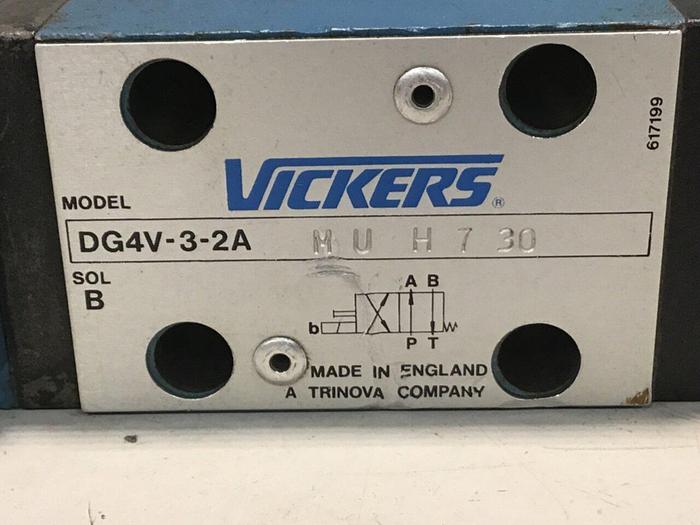 617199
VICKERS ®
MODEL
DG4V-3-2A M U H 7 30
SOL
B
A B
b
P T
MADE IN ENGLAND
A TRINOVA COMPANY